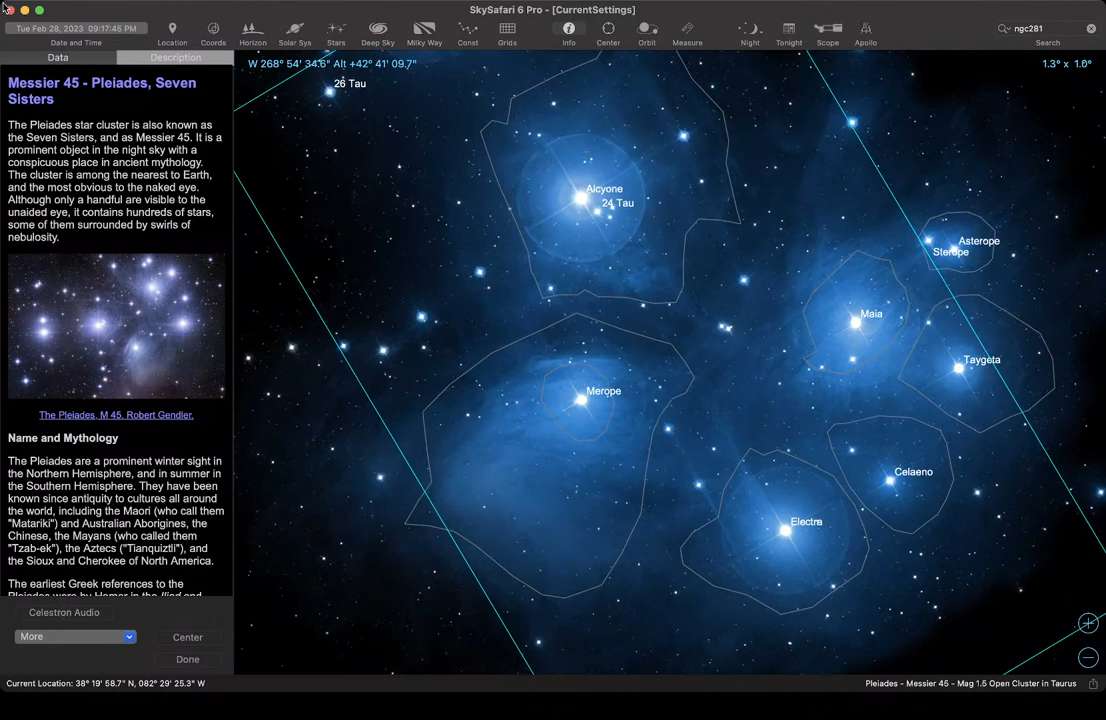 SkySafari 6 Pro - [CurrentSettings]
Tue Feb 28, 2023 09:17:45 PM
ngc281
Date and Time
Location
Coords
Horizon
Solar Sys
Stars
Deep Sky
Milky Way
Const
Grids
Info
Center
Orbit
Measure
Night
Tonight
Scope
Apollo
Search
Data
Description
W 268° 54' 34.6" Alt +42° 41' 09.7"
1.3° x 1.0°
Messier 45 - Pleiades, Seven
Sisters
The Pleiades star cluster is also known as
the Seven Sisters, and as Messier 45. It is a
prominent object in the night sky with a
conspicuous place in ancient mythology.
The cluster is among the nearest to Earth,
and the most obvious to the naked eye.
Although only a handful are visible to the
unaided eye, it contains hundreds of stars,
some of them surrounded by swirls of
nebulosity.
The Pleiades, M 45. Robert Gendler.
Name and Mythology
The Pleiades are a prominent winter sight in
the Northern Hemisphere, and in summer in
the Southern Hemisphere. They have been
known since antiquity to cultures all around
the world, including the Maori (who call them
"Matariki") and Australian Aborigines, the
Chinese, the Mayans (who called them
"Tzab-ek"), the Aztecs ("Tianquiztli"), and
the Sioux and Cherokee of North America.
The earliest Greek references to the
Pleiades were by Homer in the Iliad and
26 Tau
Alcyone
24 Tau
Asterope
Sterope
Maia
Taygeta
Merope
Celaeno
Electra
Celestron Audio
More
Center
Done
Current Location: 38° 19' 58.7" N, 082° 29' 25.3" W
Pleiades - Messier 45 - Mag 1.5 Open Cluster in Taurus